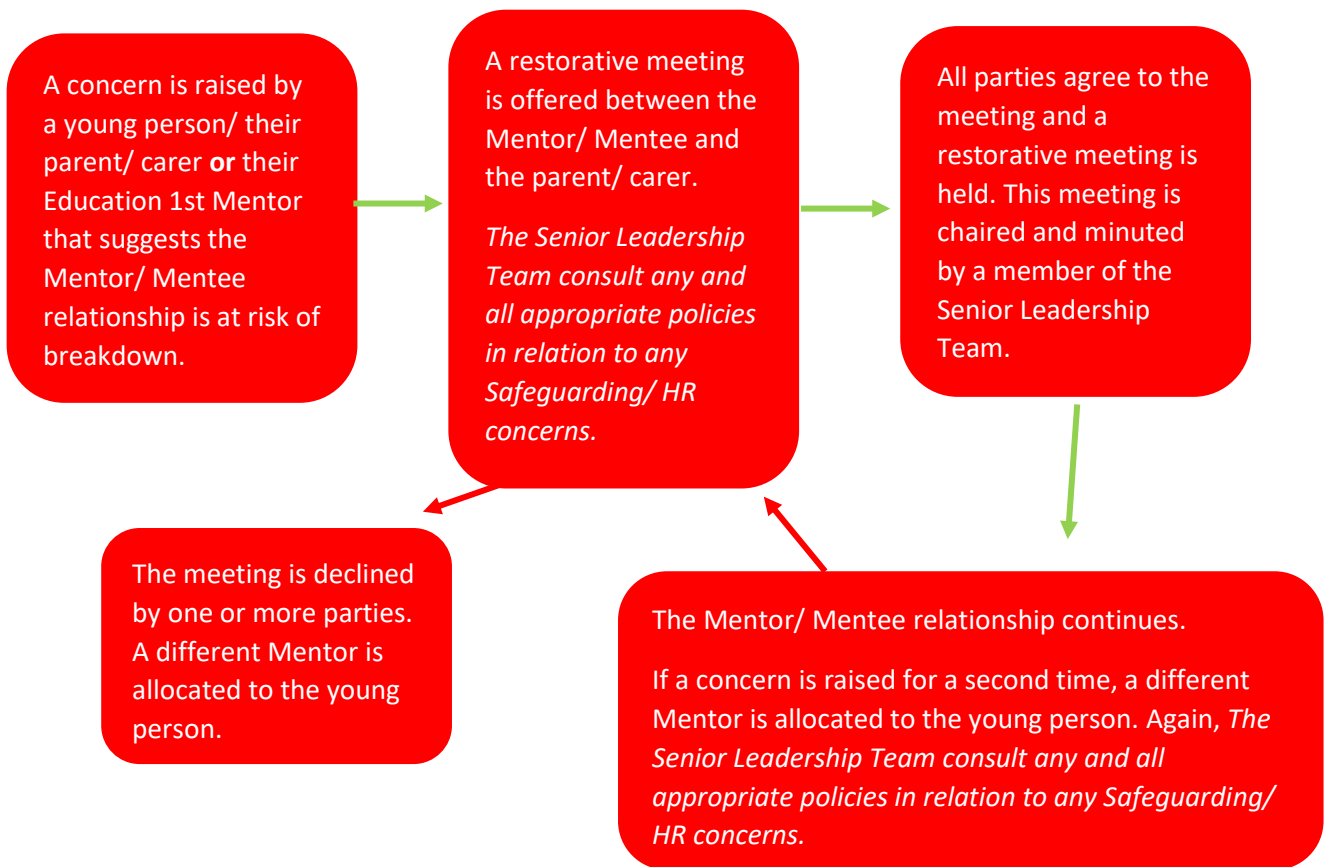 A concern is raised by
a young person/ their
parent/ carer or their
Education 1st Mentor
that suggests the
Mentor/ Mentee
relationship is at risk of
breakdown.
A restorative meeting
is offered between the
Mentor/ Mentee and
the parent/ carer.
The Senior Leadership
Team consult any and
all appropriate policies
in relation to any
Safeguarding/ HR
concerns.
All parties agree to the
meeting and a
restorative meeting is
held. This meeting is
chaired and minuted
by a member of the
Senior Leadership
Team.
The meeting is declined
by one or more parties.
A different Mentor is
allocated to the young
person.
The Mentor/ Mentee relationship continues.
If a concern is raised for a second time, a different
Mentor is allocated to the young person. Again, The
Senior Leadership Team consult any and all
appropriate policies in relation to any Safeguarding/
HR concerns.